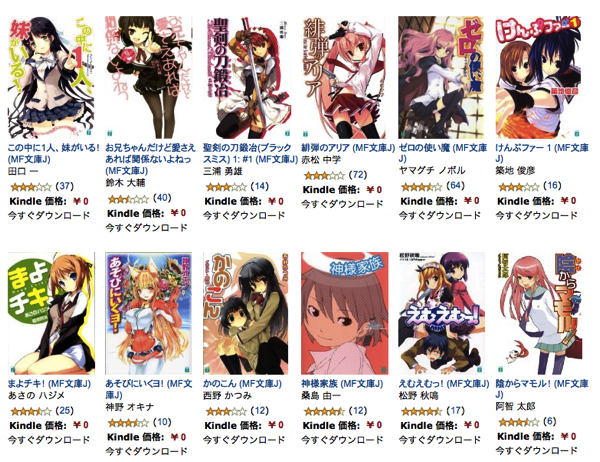 この中に1人、妹がいる!
(MF文庫J)
田口 一
(37)
Kindle 価格: ￥0
今すぐダウンロード
お兄ちゃんだけど愛さえ
あれば関係ないよねっ
(MF文庫J)
鈴木 大輔
(40)
Kindle 価格: ￥0
今すぐダウンロード
聖剣の刀鍛冶
聖剣の刀鍛冶(ブラック
スミス) 1: #1 (MF文庫J)
三浦 勇雄
(14)
Kindle 価格: ￥0
今すぐダウンロード
緋弾のアリア
緋弾のアリア (MF文庫J)
赤松 中学
(72)
Kindle 価格: ￥0
今すぐダウンロード
ゼロの使い魔
ゼロの使い魔 (MF文庫
J)
ヤマグチ ノボル
(64)
Kindle 価格: ￥0
今すぐダウンロード
けんぷファー 1
築地俊彦
けんぷファー 1 (MF文庫
J)
築地 俊彦
(16)
Kindle 価格: ￥0
今すぐダウンロード
まよチキ!
まよチキ! (MF文庫J)
あさの ハジメ
(25)
Kindle 価格: ￥0
今すぐダウンロード
あそびにいくヨ!
あそびにいくヨ! (MF文
庫J)
神野 オキナ
(10)
Kindle 価格: ￥0
今すぐダウンロード
かのこん
かのこん (MF文庫J)
西野 かつみ
(12)
Kindle 価格: ￥0
今すぐダウンロード
神様家族
神様家族 (MF文庫J)
桑島 由一
(12)
Kindle 価格: ￥0
今すぐダウンロード
松野秋鳴
えむえむっ!
えむえむっ! (MF文庫J)
松野 秋鳴
(17)
Kindle 価格: ￥0
今すぐダウンロード
陰からマモル!
陰からマモル! (MF文庫
J)
阿智 太郎
(6)
Kindle 価格: ￥0
今すぐダウンロード